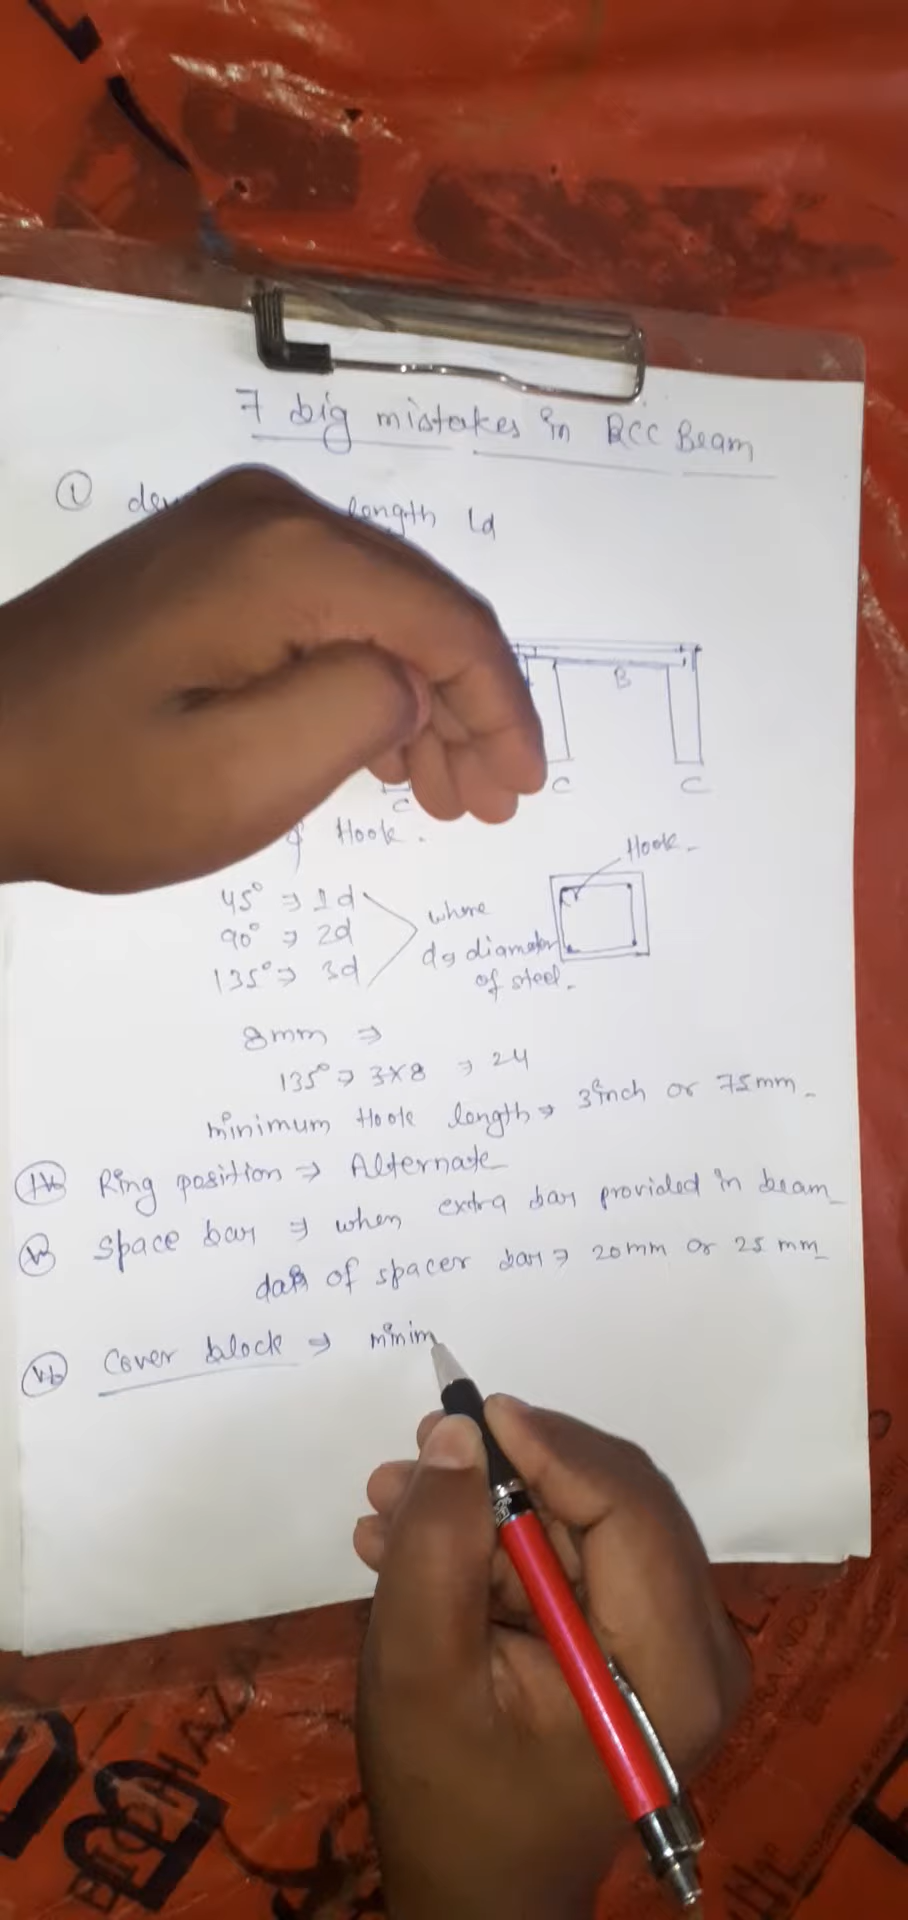 7 big mistakes in RCC Beam
① length Ld
B
C C C
Hook.
Hook
45° ⇒ 1d
90° ⇒ 2d
135° ⇒ 3d
where
diameter
of steel.
8mm ⇒
135° ⇒ 3×8 ⇒ 24
minimum Hook length ⇒ 3inch or 75mm
Ring position ⇒ Alternate
space bar ⇒ when extra bar provided in beam
of spacer bar ⇒ 20mm or 25mm
cover block ⇒ minim